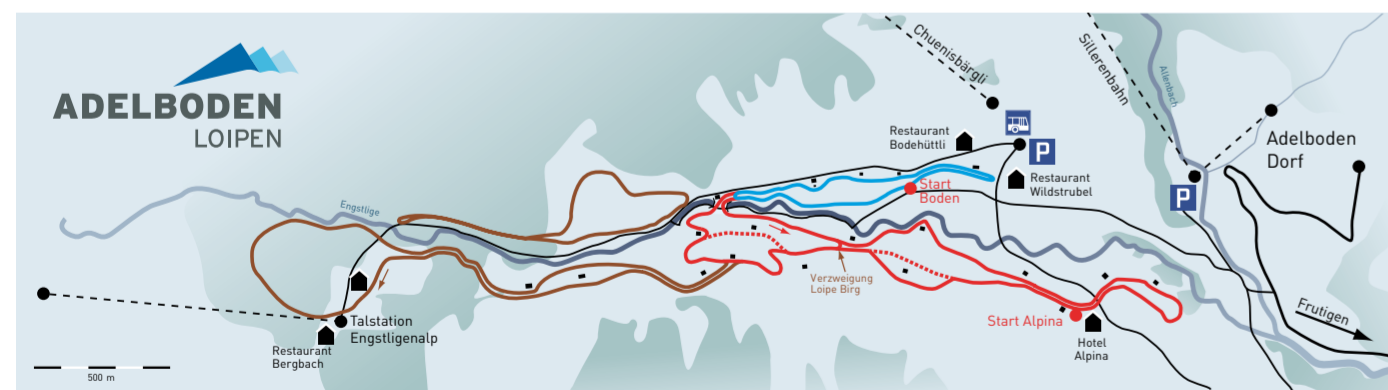 ADELBODEN
LOIPEN
Chuenisbärgli
Sillerenbahn
Allenbach
Adelboden
Dorf
Restaurant
Bodehüttli
P
Restaurant
Wildstrubel
P
Start
Boden
Engstlige
Verzweigung
Loipe Birg
Frutigen
Start Alpina
Hotel
Alpina
Talstation
Engstligenalp
Restaurant
Bergbach
500 m